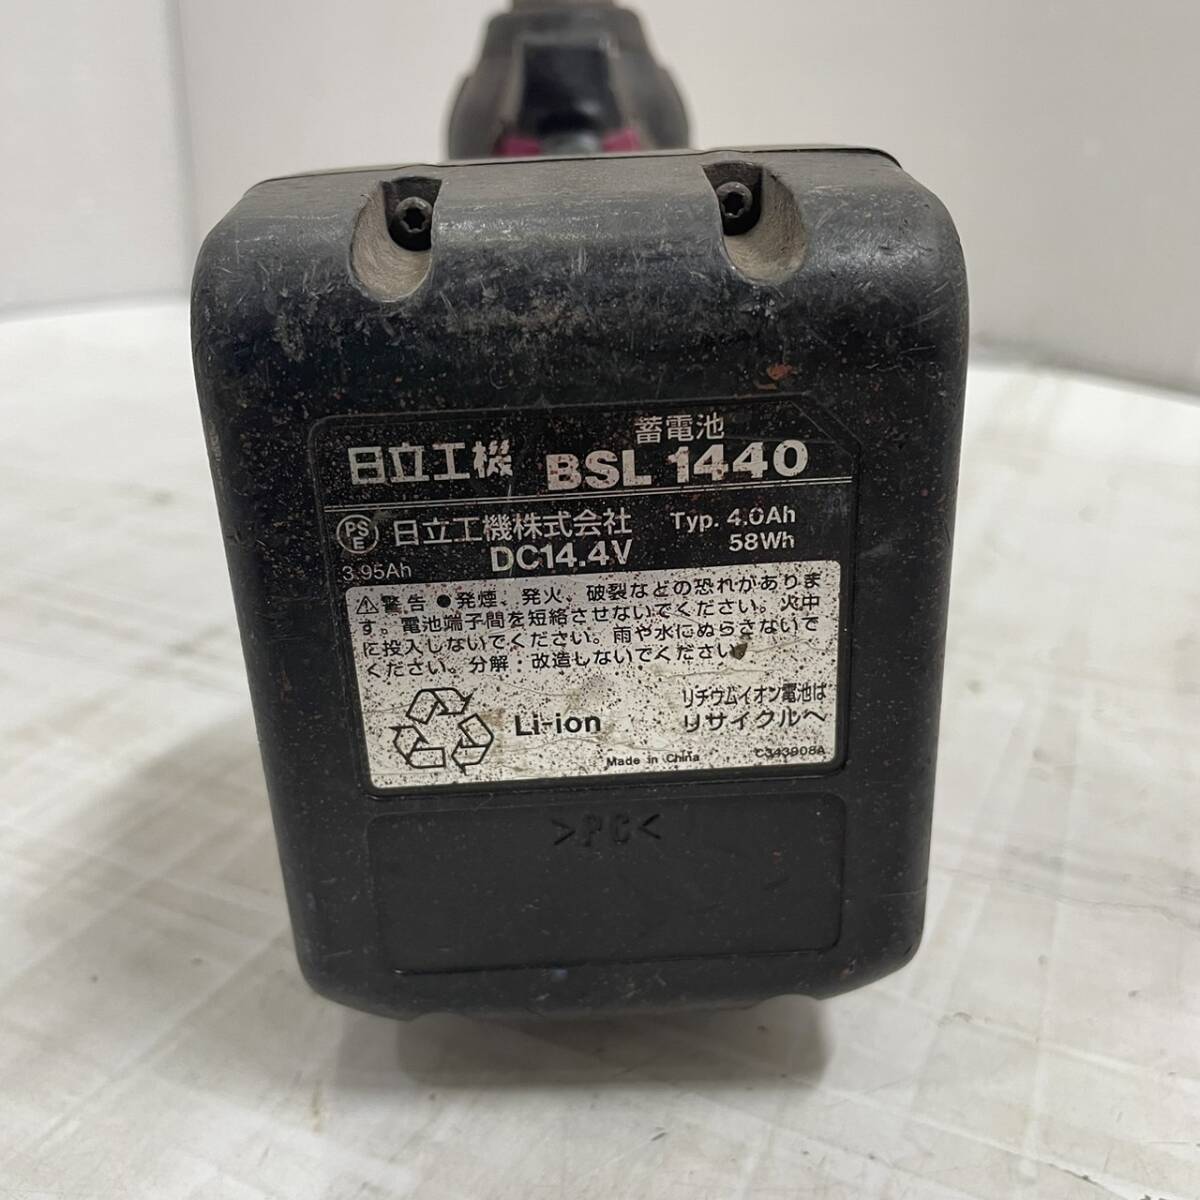 蓄電池
日立工機 BSL 1440
PSE 日立工機株式会社 Typ. 4.0Ah
3.95Ah DC14.4V 58Wh
⚠警告 ●発煙、発火、破裂などの恐れがありま
す。電池端子間を短絡させないでください。火中
に投入しないでください。雨や水にぬらさないで
ください。分解・改造しないでください。
リチウムイオン電池は
Li-ion リサイクルへ
Made in China C343908A
>PC<